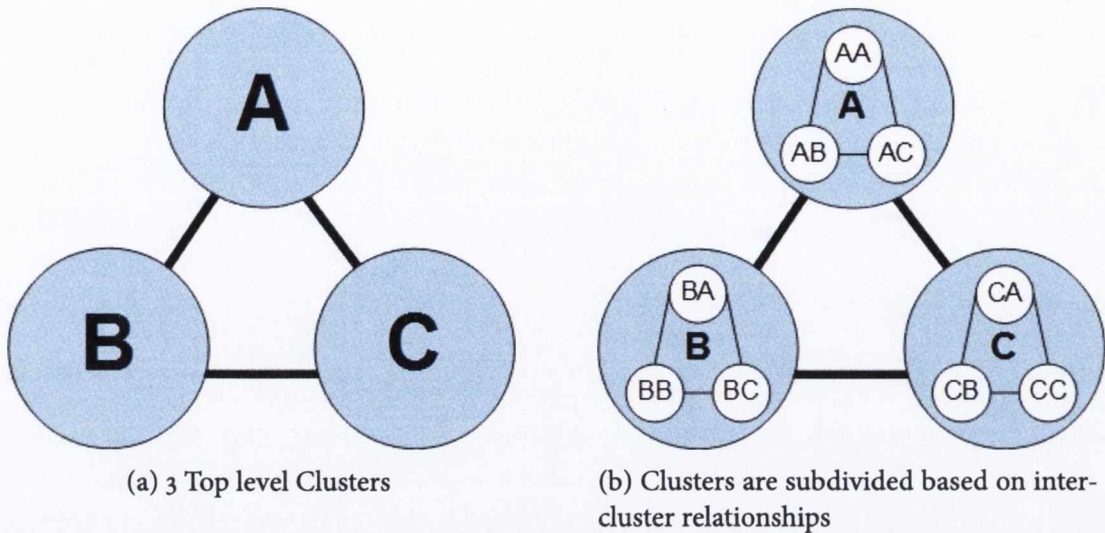 A
B
C
AA
A
AB
AC
BA
B
BB
BC
CA
C
CB
CC
(a) 3 Top level Clusters
(b) Clusters are subdivided based on inter-
cluster relationships